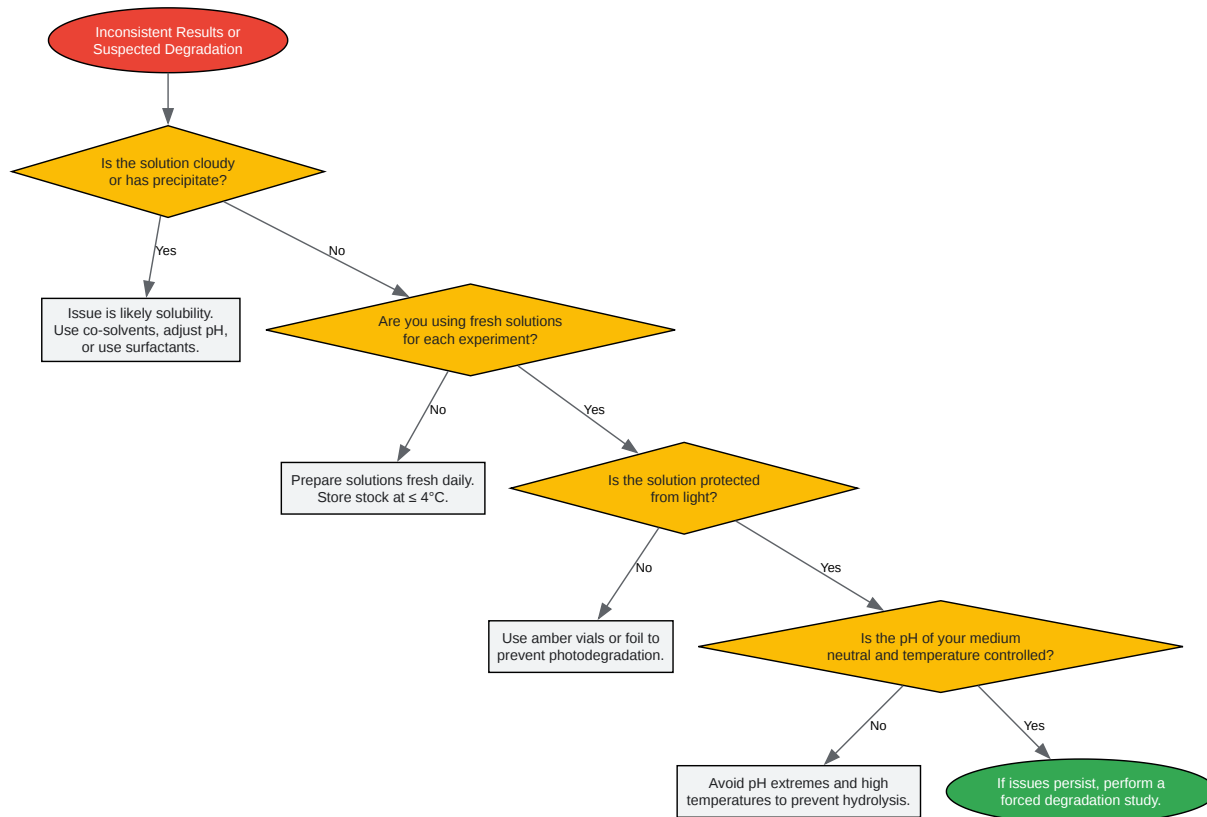 Inconsistent Results or
Suspected Degradation
Is the solution cloudy
or has precipitate?
Yes
No
Issue is likely solubility.
Use co-solvents, adjust pH,
or use surfactants.
Are you using fresh solutions
for each experiment?
No
Yes
Prepare solutions fresh daily.
Store stock at ≤ 4°C.
Is the solution protected
from light?
No
Yes
Use amber vials or foil to
prevent photodegradation.
Is the pH of your medium
neutral and temperature controlled?
No
Yes
Avoid pH extremes and high
temperatures to prevent hydrolysis.
If issues persist, perform a
forced degradation study.